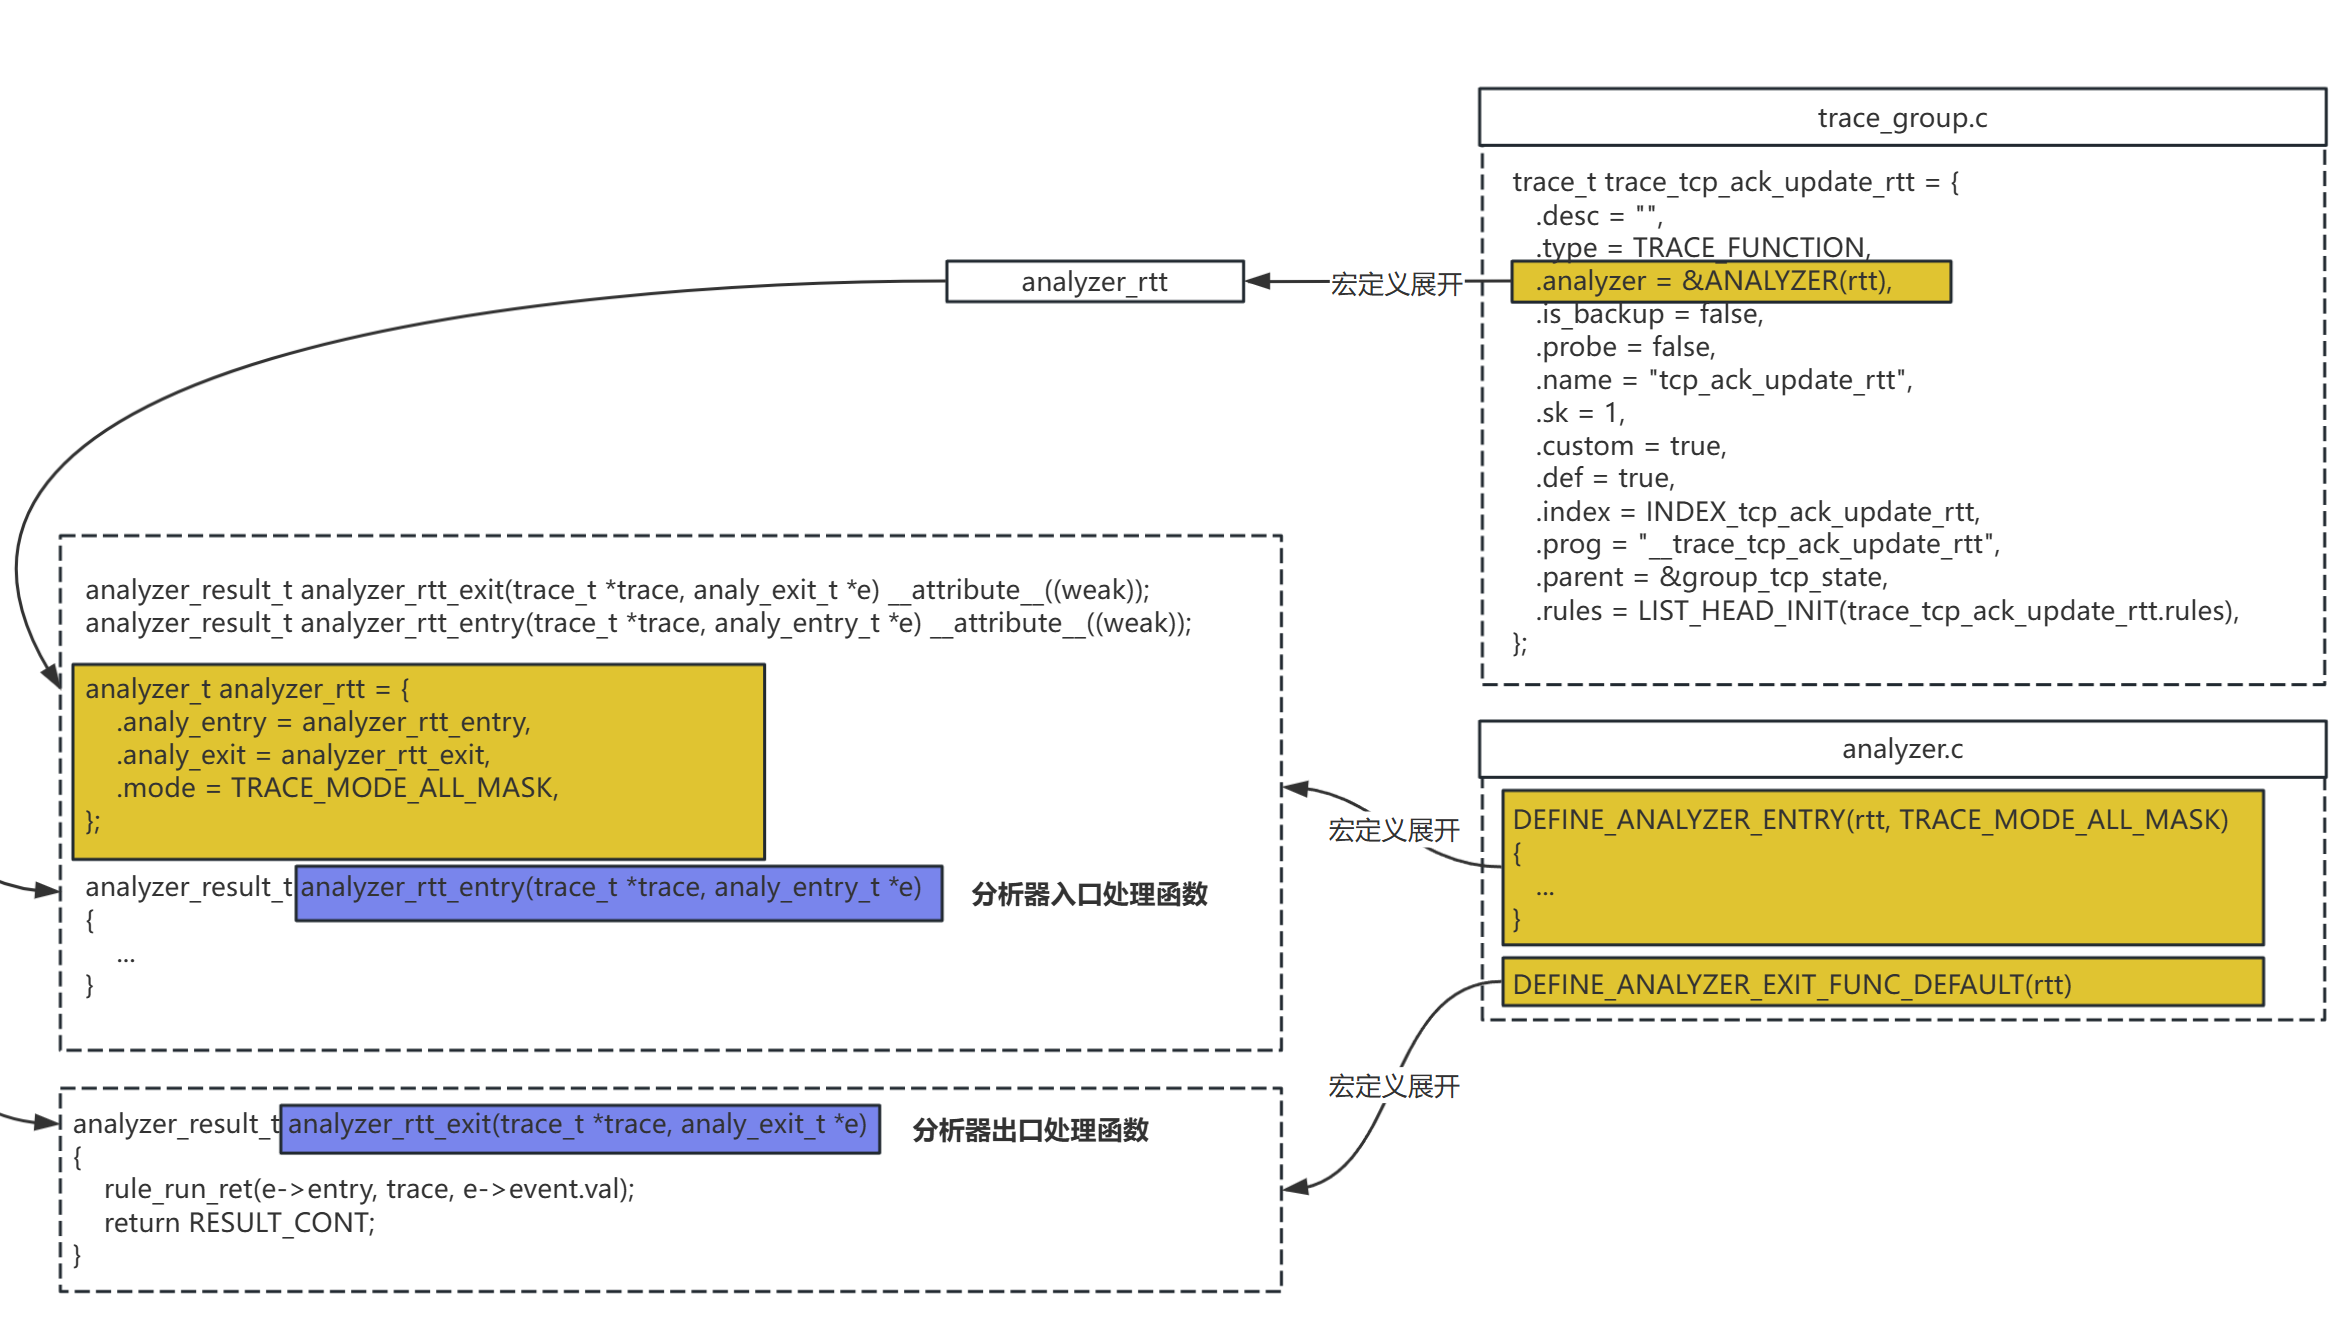 trace_group.c
trace_t trace_tcp_ack_update_rtt = {
.desc = "",
.type = TRACE_FUNCTION,
.analyzer = &ANALYZER(rtt),
.is_backup = false,
.probe = false,
.name = "tcp_ack_update_rtt",
.sk = 1,
.custom = true,
.def = true,
.index = INDEX_tcp_ack_update_rtt,
.prog = "__trace_tcp_ack_update_rtt",
.parent = &group_tcp_state,
.rules = LIST_HEAD_INIT(trace_tcp_ack_update_rtt.rules),
};
宏定义展开
analyzer_rtt
analyzer_result_t analyzer_rtt_exit(trace_t *trace, analy_exit_t *e) __attribute__((weak));
analyzer_result_t analyzer_rtt_entry(trace_t *trace, analy_entry_t *e) __attribute__((weak));
analyzer_t analyzer_rtt = {
.analy_entry = analyzer_rtt_entry,
.analy_exit = analyzer_rtt_exit,
.mode = TRACE_MODE_ALL_MASK,
};
analyzer_result_t analyzer_rtt_entry(trace_t *trace, analy_entry_t *e)
分析器入口处理函数
{
...
}
analyzer.c
DEFINE_ANALYZER_ENTRY(rtt, TRACE_MODE_ALL_MASK)
{
...
}
DEFINE_ANALYZER_EXIT_FUNC_DEFAULT(rtt)
宏定义展开
宏定义展开
analyzer_result_t analyzer_rtt_exit(trace_t *trace, analy_exit_t *e)
分析器出口处理函数
{
rule_run_ret(e->entry, trace, e->event.val);
return RESULT_CONT;
}